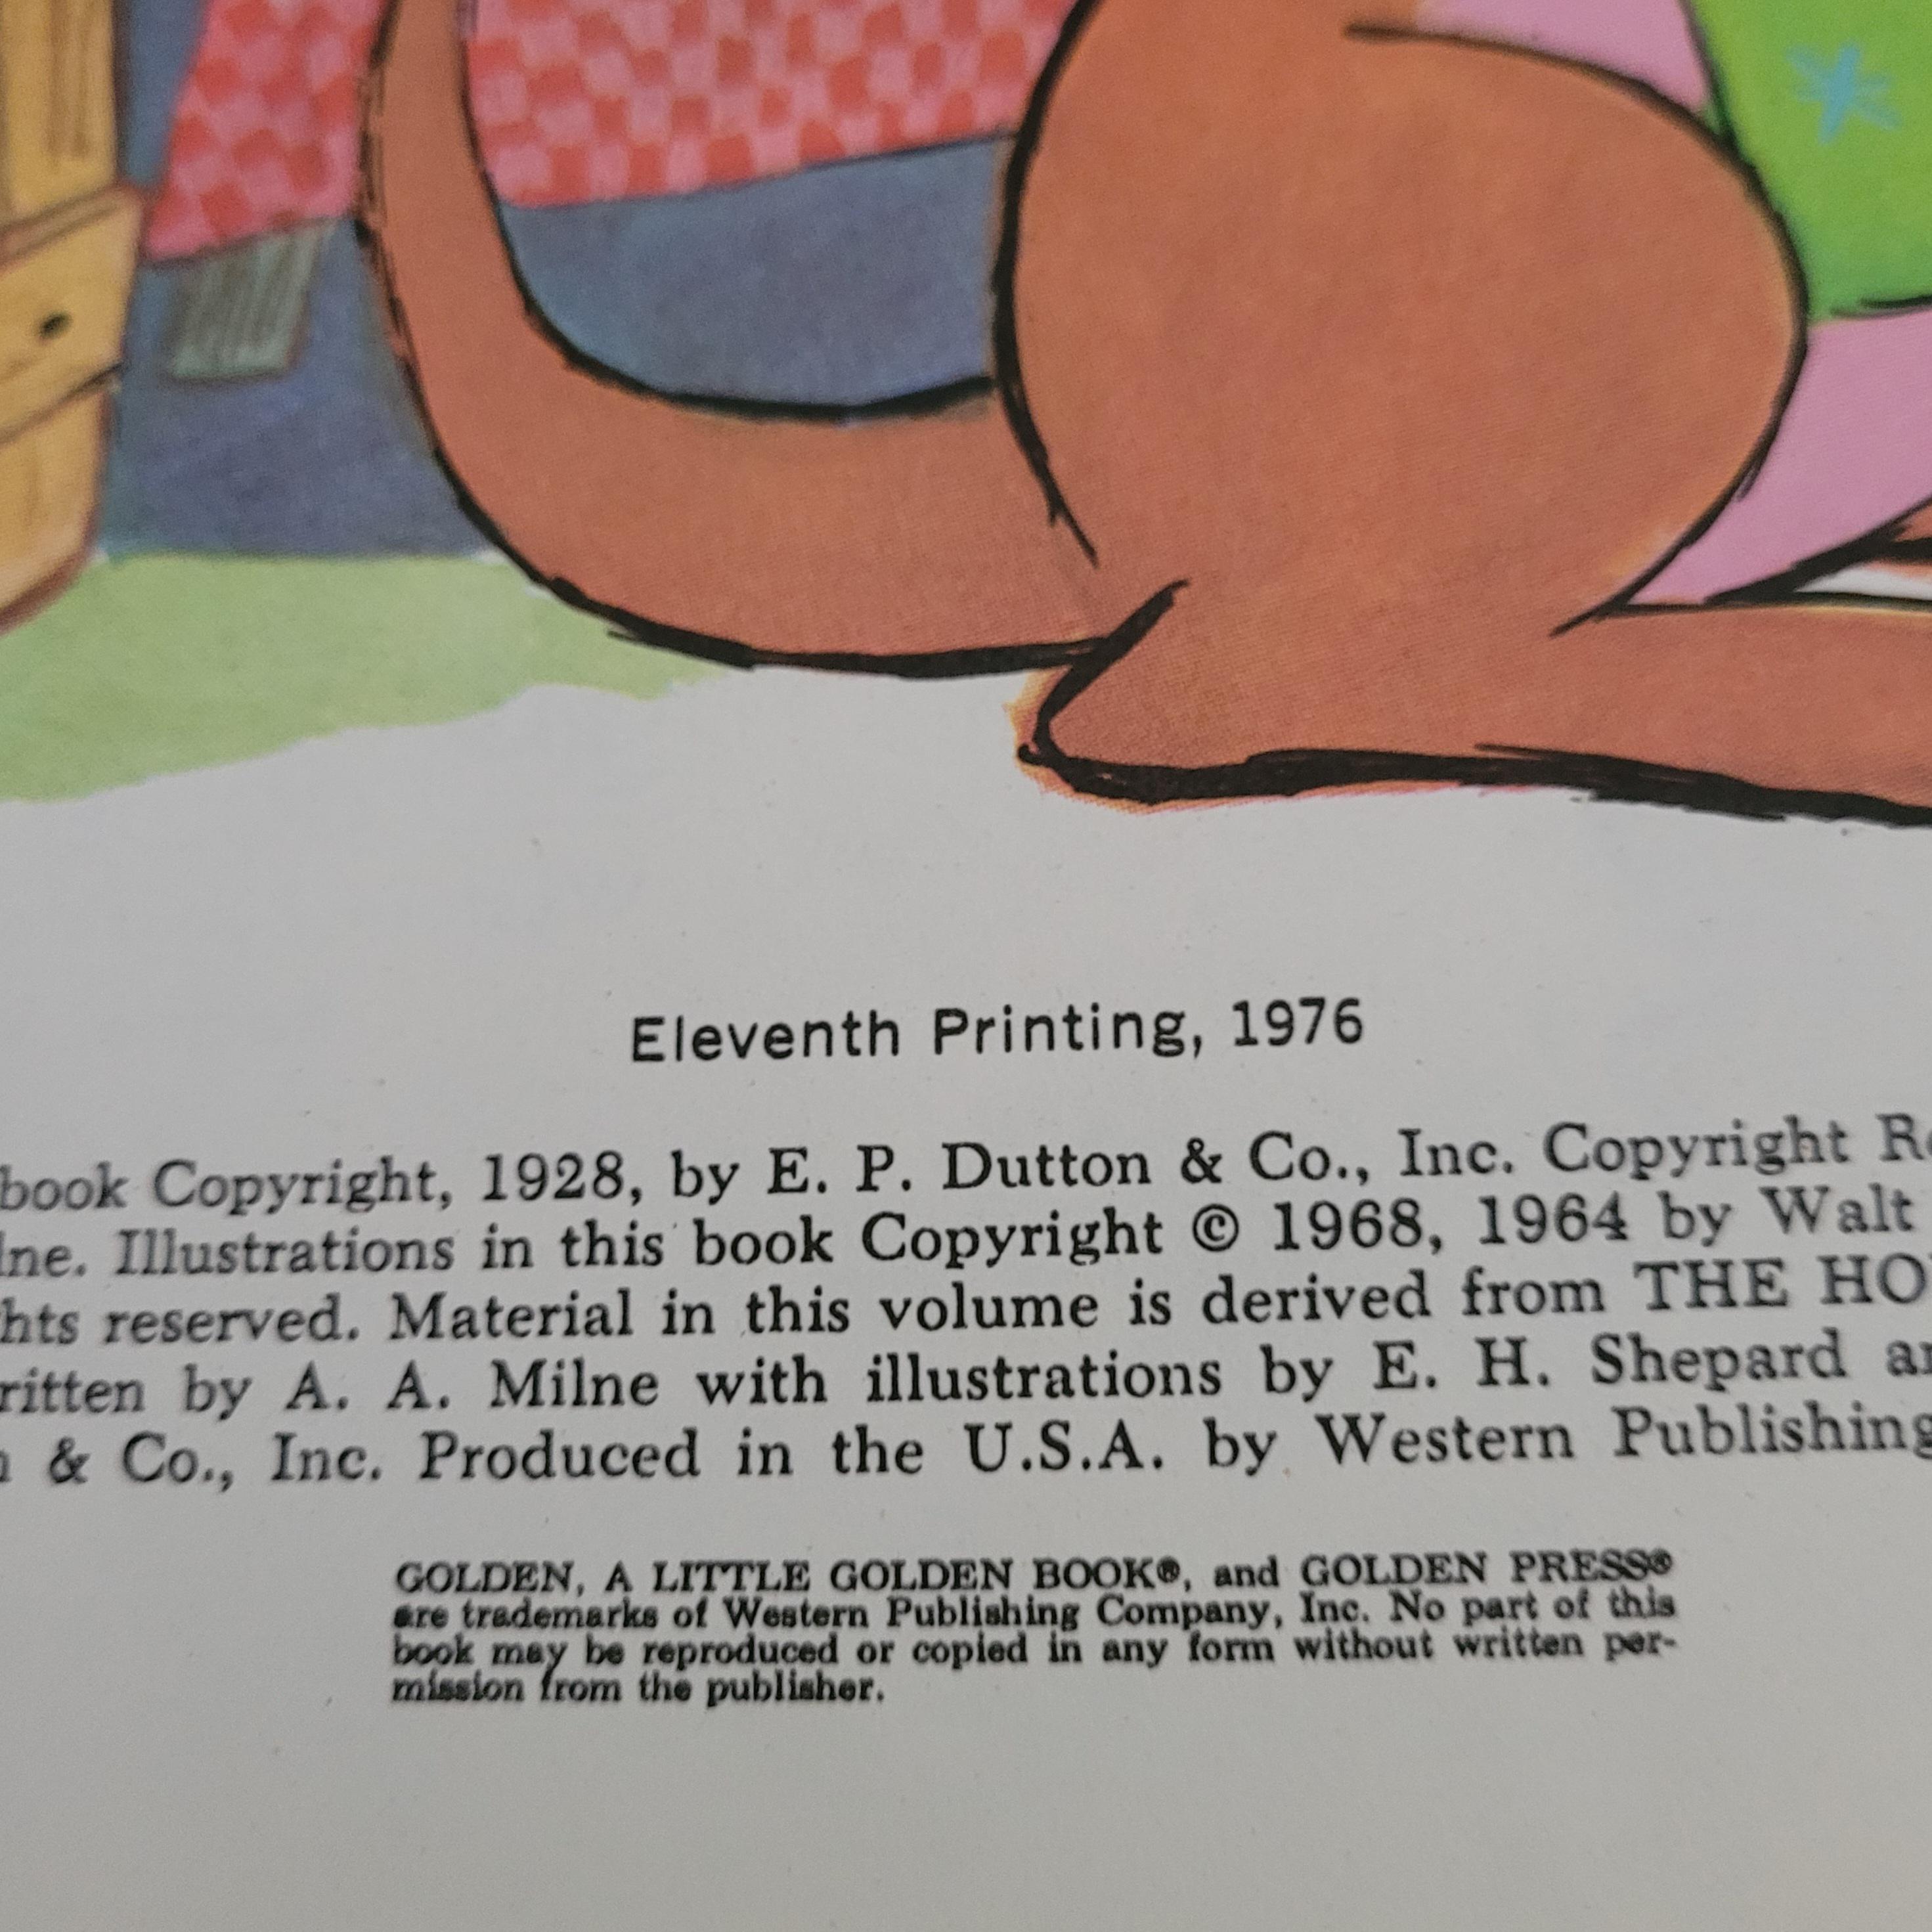 Eleventh Printing, 1976
book Copyright, 1928, by E. P. Dutton & Co., Inc. Copyright
Illustrations in this book Copyright © 1968, 1964 by Walt
reserved. Material in this volume is derived from THE
by A. A. Milne with illustrations by E. H. Shepard
& Co., Inc. Produced in the U.S.A. by Western Publishing
GOLDEN, A LITTLE GOLDEN BOOK®, and GOLDEN PRESS®
are trademarks of Western Publishing Company, Inc. No part of this
book may be reproduced or copied in any form without written per-
mission from the publisher.